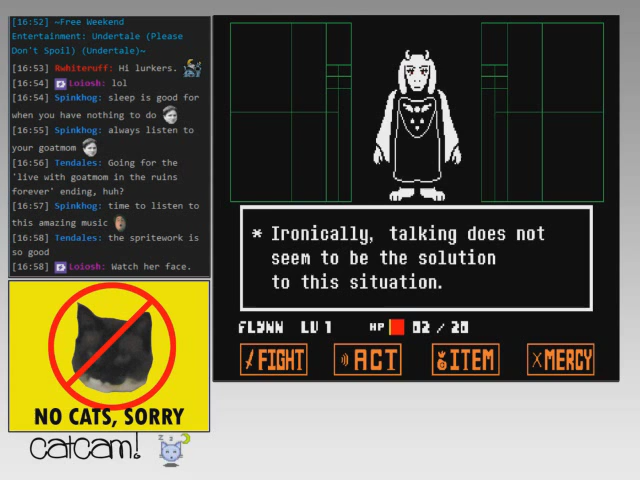 [16:52] ~Free Weekend
Entertainment: Undertale (Please
Don't Spoil) (Undertale)~
[16:53] Rwhiteruff: Hi lurkers.
[16:54] Loiosh: lol
[16:54] Spinkhog: sleep is good for
when you have nothing to do
[16:55] Spinkhog: always listen to
your goatmom
[16:56] Tendales: Going for the
'live with goatmom in the ruins
forever' ending, huh?
[16:57] Spinkhog: time to listen to
this amazing music
[16:58] Tendales: the spritework is
so good
[16:58] Loiosh: Watch her face.
* Ironically, talking does not
seem to be the solution
to this situation.
FLYNN LV 1 HP 02 / 20
FIGHT ACT ITEM MERCY
NO CATS, SORRY
catcam! z z z